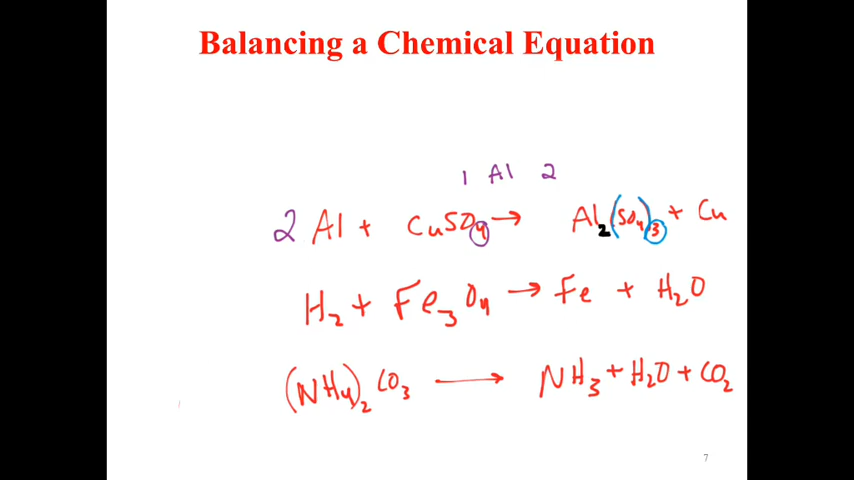 Balancing a Chemical Equation
1 Al 2
2 Al + CuSO4 → Al2(SO4)3 + Cu
H2 + Fe3O4 → Fe + H2O
(NH4)2CO3 → NH3 + H2O + CO2
7